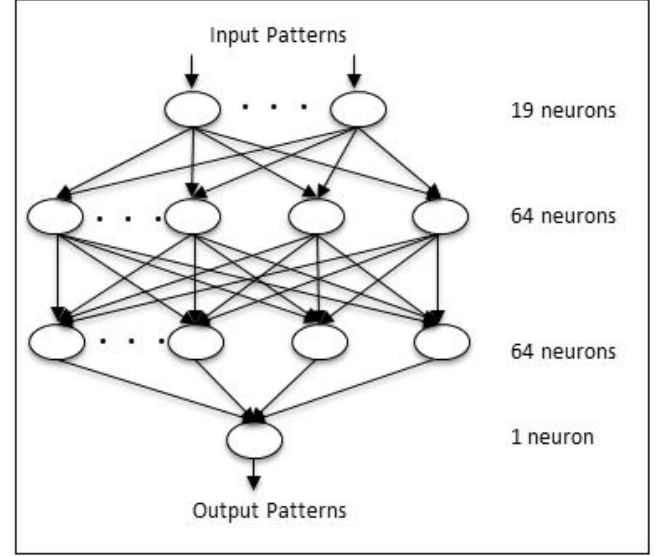 Input Patterns
19 neurons
64 neurons
64 neurons
1 neuron
Output Patterns